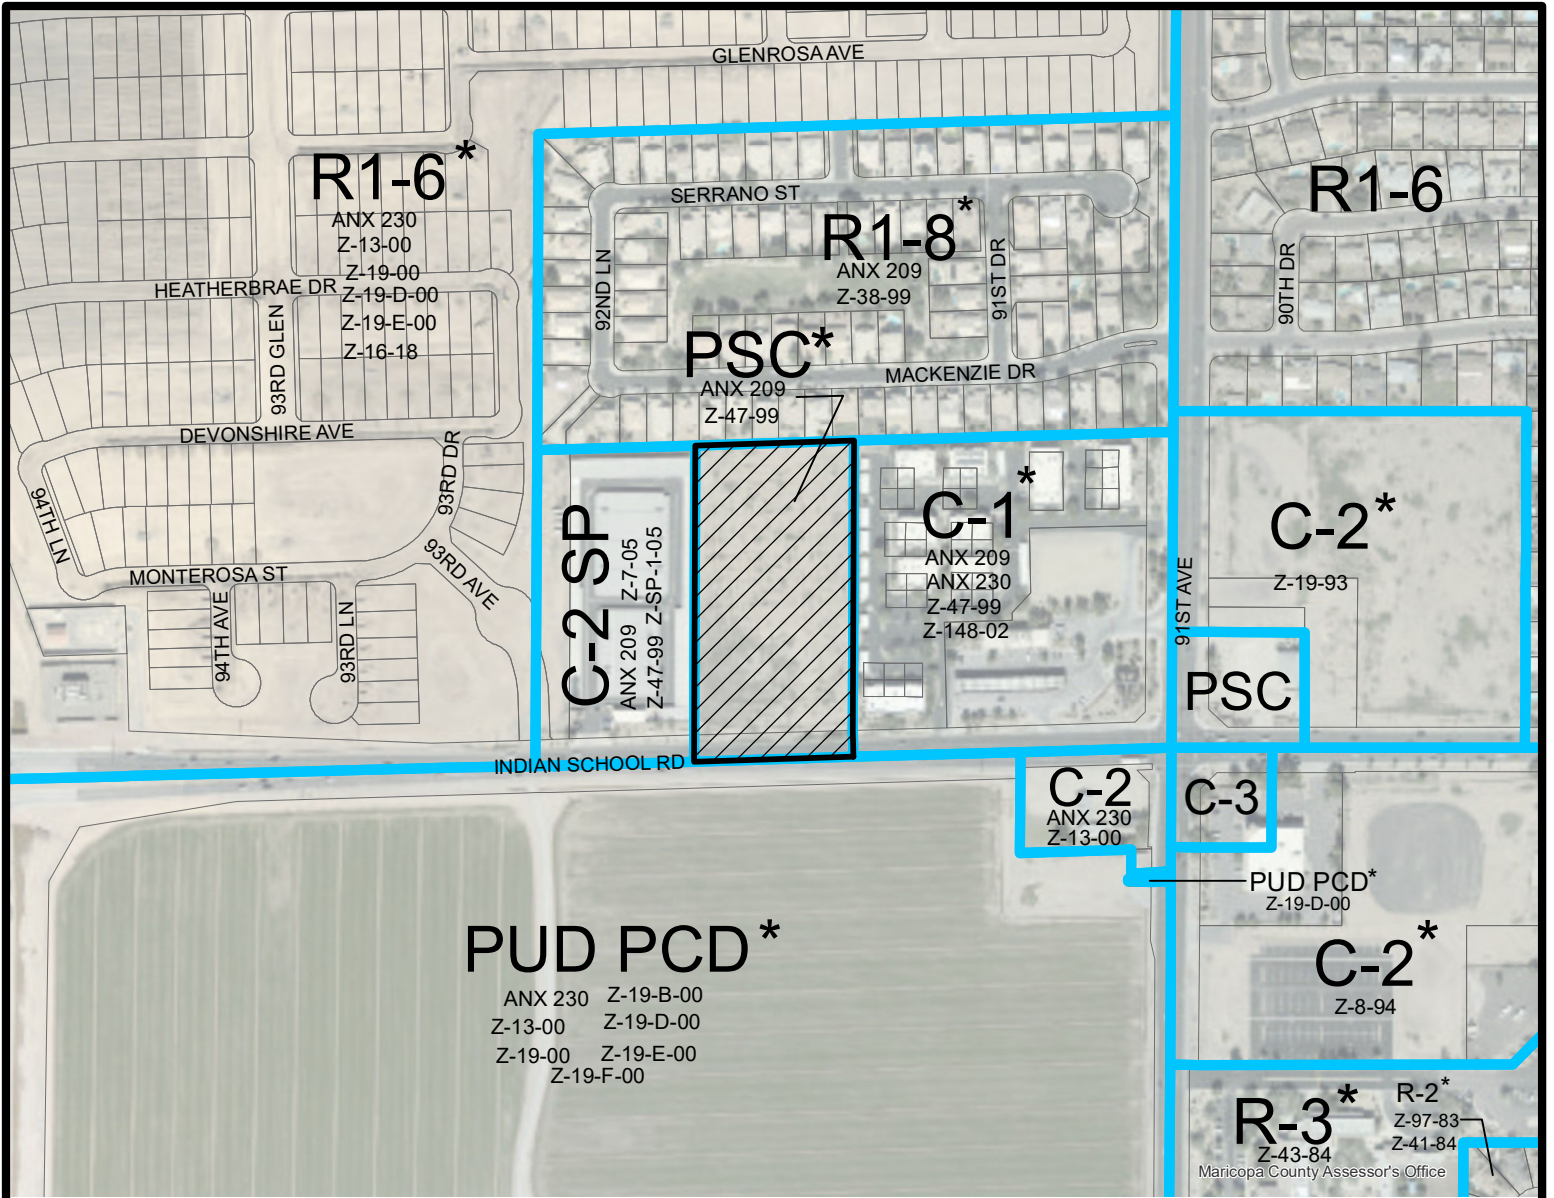 GLENROSA AVE
R1-6*
ANX 230
Z-13-00
Z-19-00
Z-19-D-00
Z-19-E-00
Z-16-18
HEATHERBRAE DR
93RD GLEN
DEVONSHIRE AVE
94TH LN
93RD DR
93RD AVE
MONTEROSA ST
94TH AVE
93RD LN
SERRANO ST
R1-8*
ANX 209
Z-38-99
92ND LN
91ST DR
PSC*
ANX 209
Z-47-99
MACKENZIE DR
R1-6
90TH DR
C-2 SP
ANX 209 Z-7-05
Z-47-99 Z-SP-1-05
C-1*
ANX 209
ANX 230
Z-47-99
Z-148-02
91ST AVE
C-2*
Z-19-93
PSC
INDIAN SCHOOL RD
C-2
ANX 230
Z-13-00
C-3
PUD PCD*
Z-19-D-00
PUD PCD*
ANX 230 Z-19-B-00
Z-13-00 Z-19-D-00
Z-19-00 Z-19-E-00
Z-19-F-00
C-2*
Z-8-94
R-3*
Z-43-84
R-2*
Z-97-83
Z-41-84
Maricopa County Assessor's Office